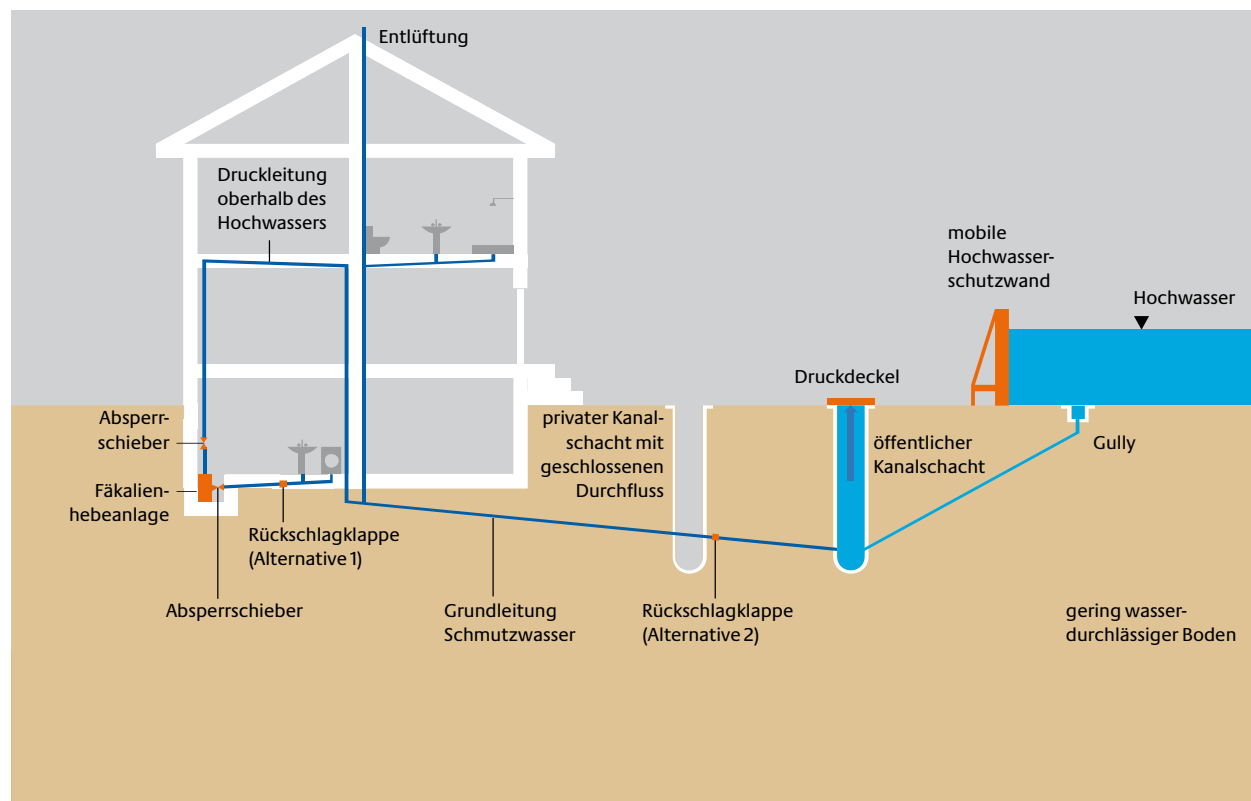 Entlüftung
Druckleitung
oberhalb des
Hochwassers
mobile
Hochwasser-
schutzwand
Hochwasser
Druckdeckel
Absperr-
schieber
privater Kanal-
schacht mit
geschlossenen
Durchfluss
öffentlicher
Kanalschacht
Gully
Fäkalien-
hebeanlage
Rückschlagklappe
(Alternative 1)
Absperrschieber
Grundleitung
Schmutzwasser
Rückschlagklappe
(Alternative 2)
gering wasser-
durchlässiger Boden